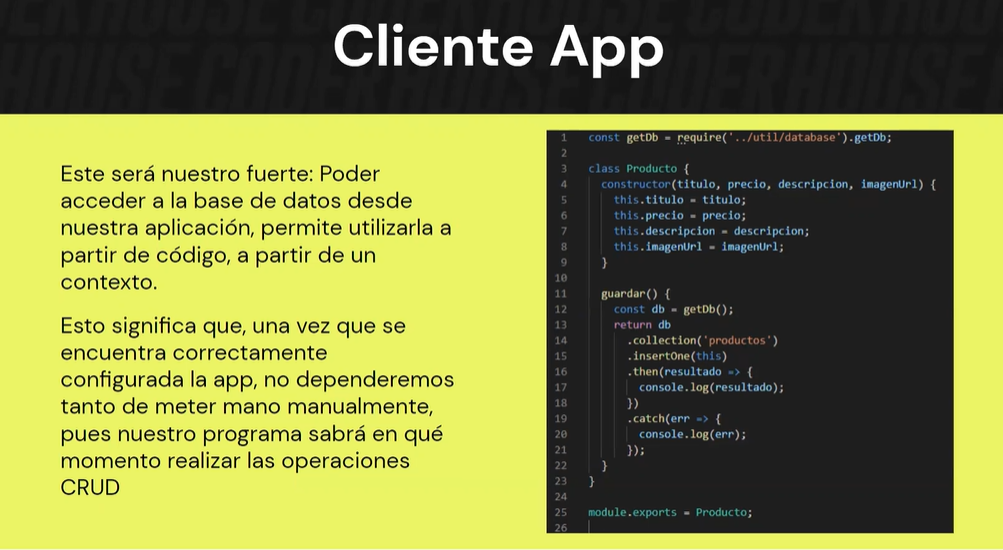 Cliente App
Este será nuestro fuerte: Poder
acceder a la base de datos desde
nuestra aplicación, permite utilizarla a
partir de código, a partir de un
contexto.
Esto significa que, una vez que se
encuentra correctamente
configurada la app, no dependeremos
tanto de meter mano manualmente,
pues nuestro programa sabrá en qué
momento realizar las operaciones
CRUD
1 const getDb = require('../util/database').getDb;
2
3 class Producto {
4 constructor(titulo, precio, descripcion, imagenUrl) {
5 this.titulo = titulo;
6 this.precio = precio;
7 this.descripcion = descripcion;
8 this.imagenUrl = imagenUrl;
9 }
10
11 guardar() {
12 const db = getDb();
13 return db
14 .collection('productos')
15 .insertOne(this)
16 .then(resultado => {
17 console.log(resultado);
18 })
19 .catch(err => {
20 console.log(err);
21 });
22 }
23 }
24
25 module.exports = Producto;
26